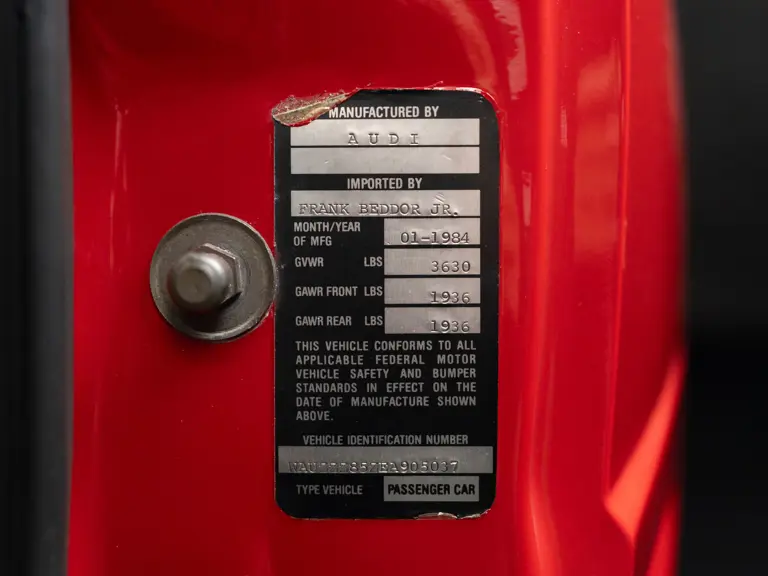 MANUFACTURED BY
AUDI
IMPORTED BY
FRANK BEDDOR JR.
MONTH/YEAR
OF MFG 01-1984
GVWR LBS 3630
GAWR FRONT LBS 1936
GAWR REAR LBS 1936
THIS VEHICLE CONFORMS TO ALL
APPLICABLE FEDERAL MOTOR
VEHICLE SAFETY AND BUMPER
STANDARDS IN EFFECT ON THE
DATE OF MANUFACTURE SHOWN
ABOVE.
VEHICLE IDENTIFICATION NUMBER
TYPE VEHICLE PASSENGER CAR